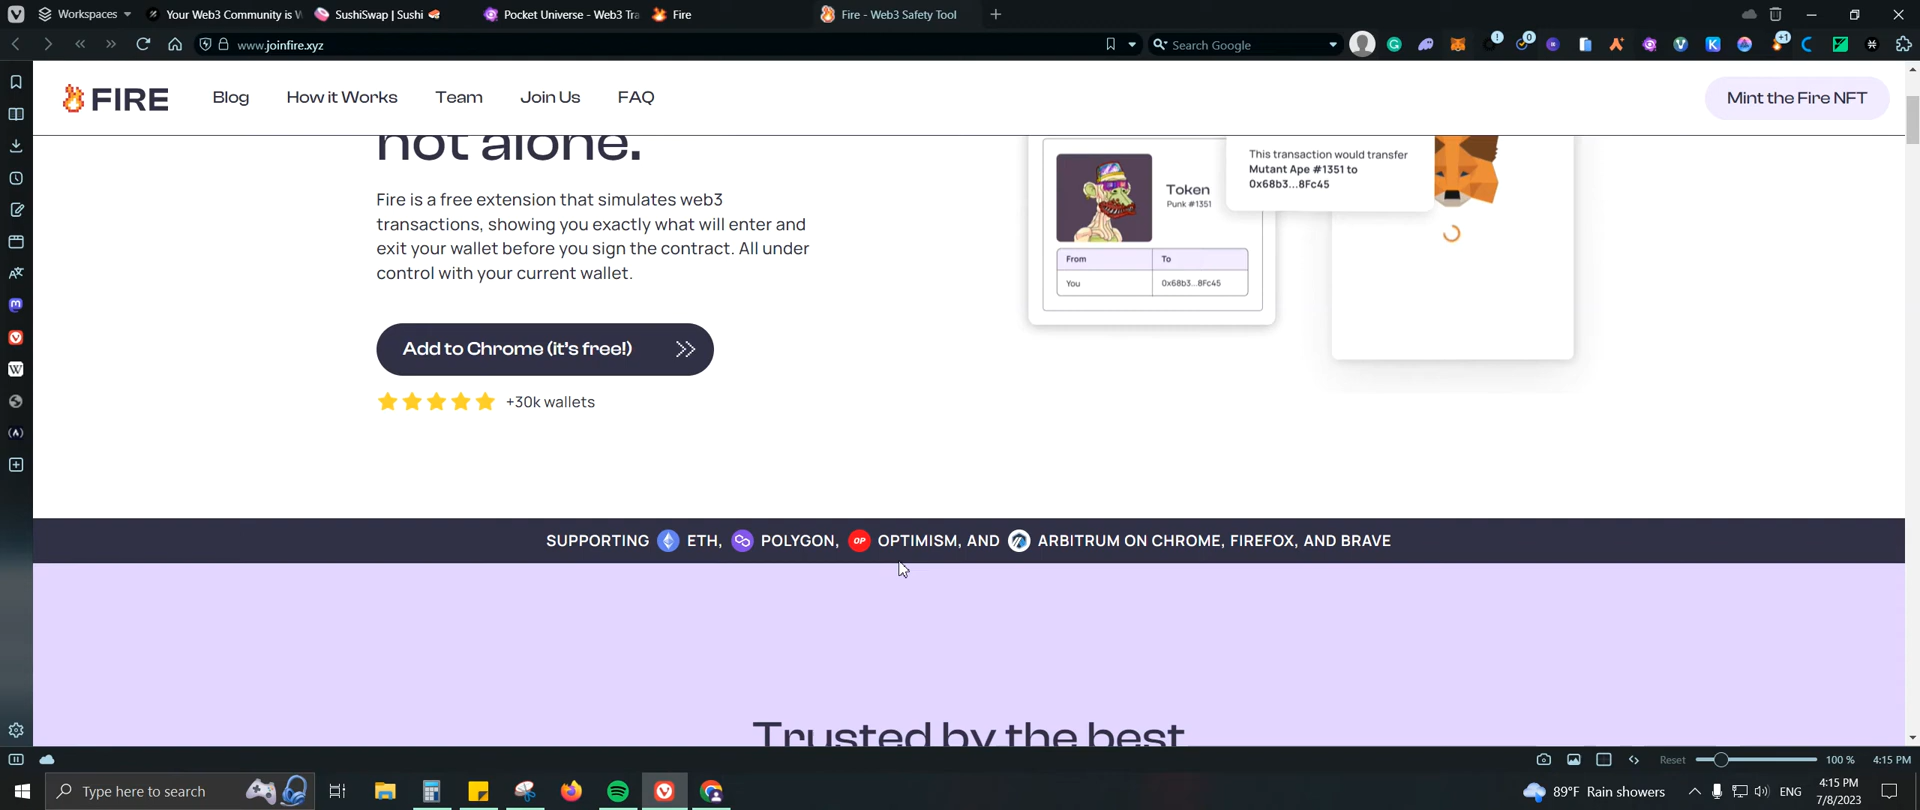 Workspaces
Your Web3 Community is W
SushiSwap | Sushi 🍣
Pocket Universe - Web3 Tra
Fire
Fire - Web3 Safety Tool
www.joinfire.xyz
Search Google
!
0
+1
FIRE
Blog
How it Works
Team
Join Us
FAQ
Mint the Fire NFT
not alone.
Fire is a free extension that simulates web3
transactions, showing you exactly what will enter and
exit your wallet before you sign the contract. All under
control with your current wallet.
Add to Chrome (it's free!)
+30k wallets
This transaction would transfer
Mutant Ape #1351 to
0x68b3...8Fc45
Token
Punk #1351
From
To
You
0x68b3...8Fc45
SUPPORTING ETH, POLYGON, OP OPTIMISM, AND ARBITRUM ON CHROME, FIREFOX, AND BRAVE
Trusted by the best
Reset
100 %
4:15 PM
Type here to search
89°F Rain showers
ENG
4:15 PM
7/8/2023